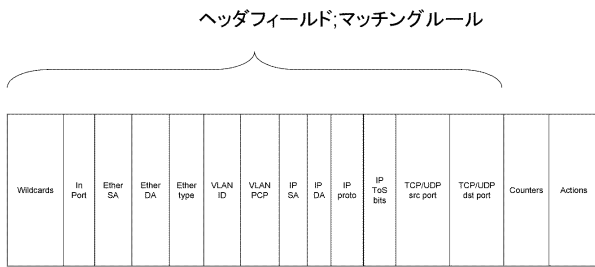 ヘッダフィールド;マッチングルール
Wildcards
In
Port
Ether
SA
Ether
DA
Ether
type
VLAN
ID
VLAN
PCP
IP
SA
IP
DA
IP
proto
IP
ToS
bits
TCP/UDP
src port
TCP/UDP
dst port
Counters
Actions